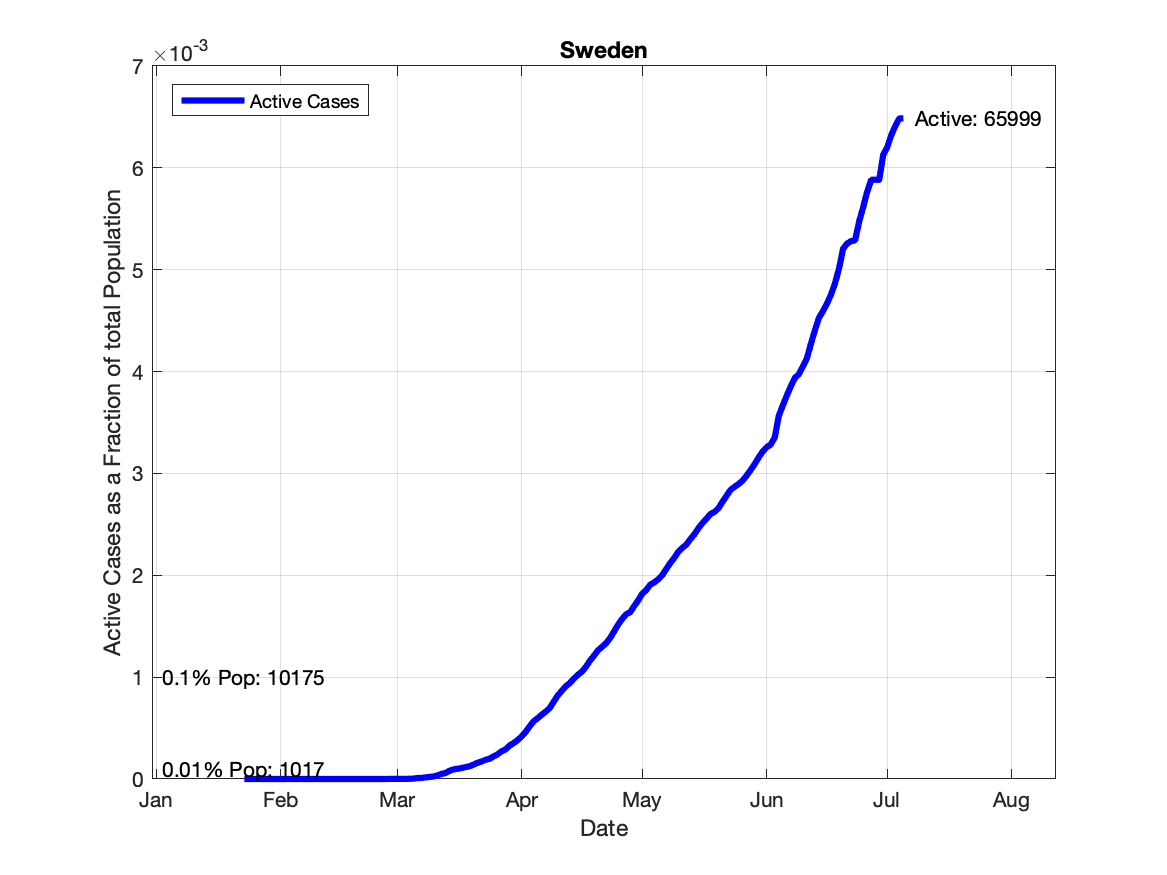 Sweden
×10-3
7
6
5
4
3
2
1
0
Active Cases as a Fraction of total Population
Active Cases
Active: 65999
0.1% Pop: 10175
0.01% Pop: 1017
Jan Feb Mar Apr May Jun Jul Aug
Date